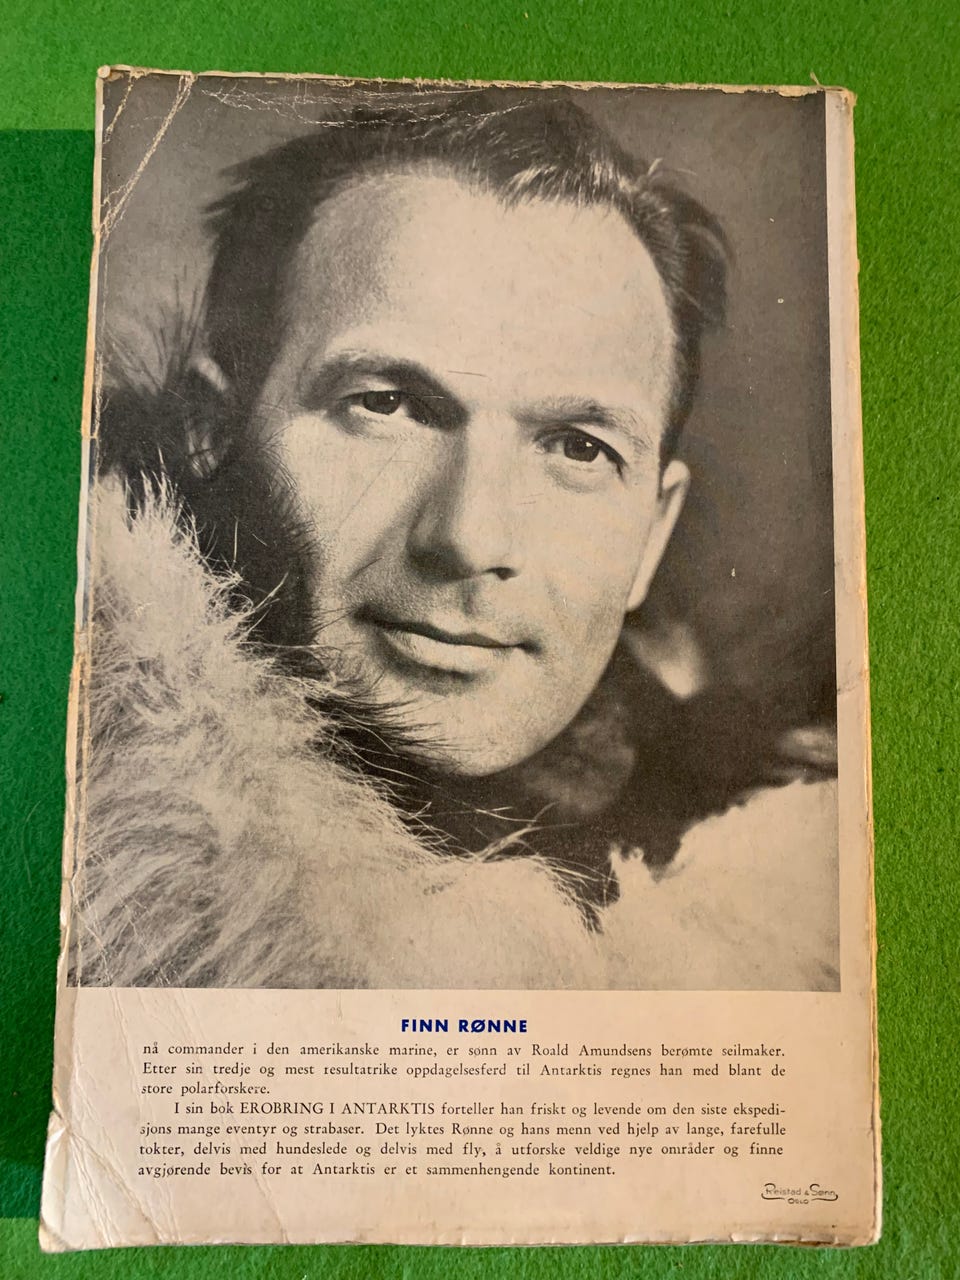 FINN RØNNE
nå commander i den amerikanske marine, er sønn av Roald Amundsens berømte seilmaker.
Etter sin tredje og mest resultatrike oppdagelsesferd til Antarktis regnes han med blant de
store polarforskere.
I sin bok EROBRING I ANTARKTIS forteller han friskt og levende om den siste ekspedi-
sjons mange eventyr og strabaser. Det lyktes Rønne og hans menn ved hjelp av lange, farefulle
tokter, delvis med hundeslede og delvis med fly, å utforske veldige nye områder og finne
avgjørende bevis for at Antarktis er et sammenhengende kontinent.
Reistad & Sønn
OSLO